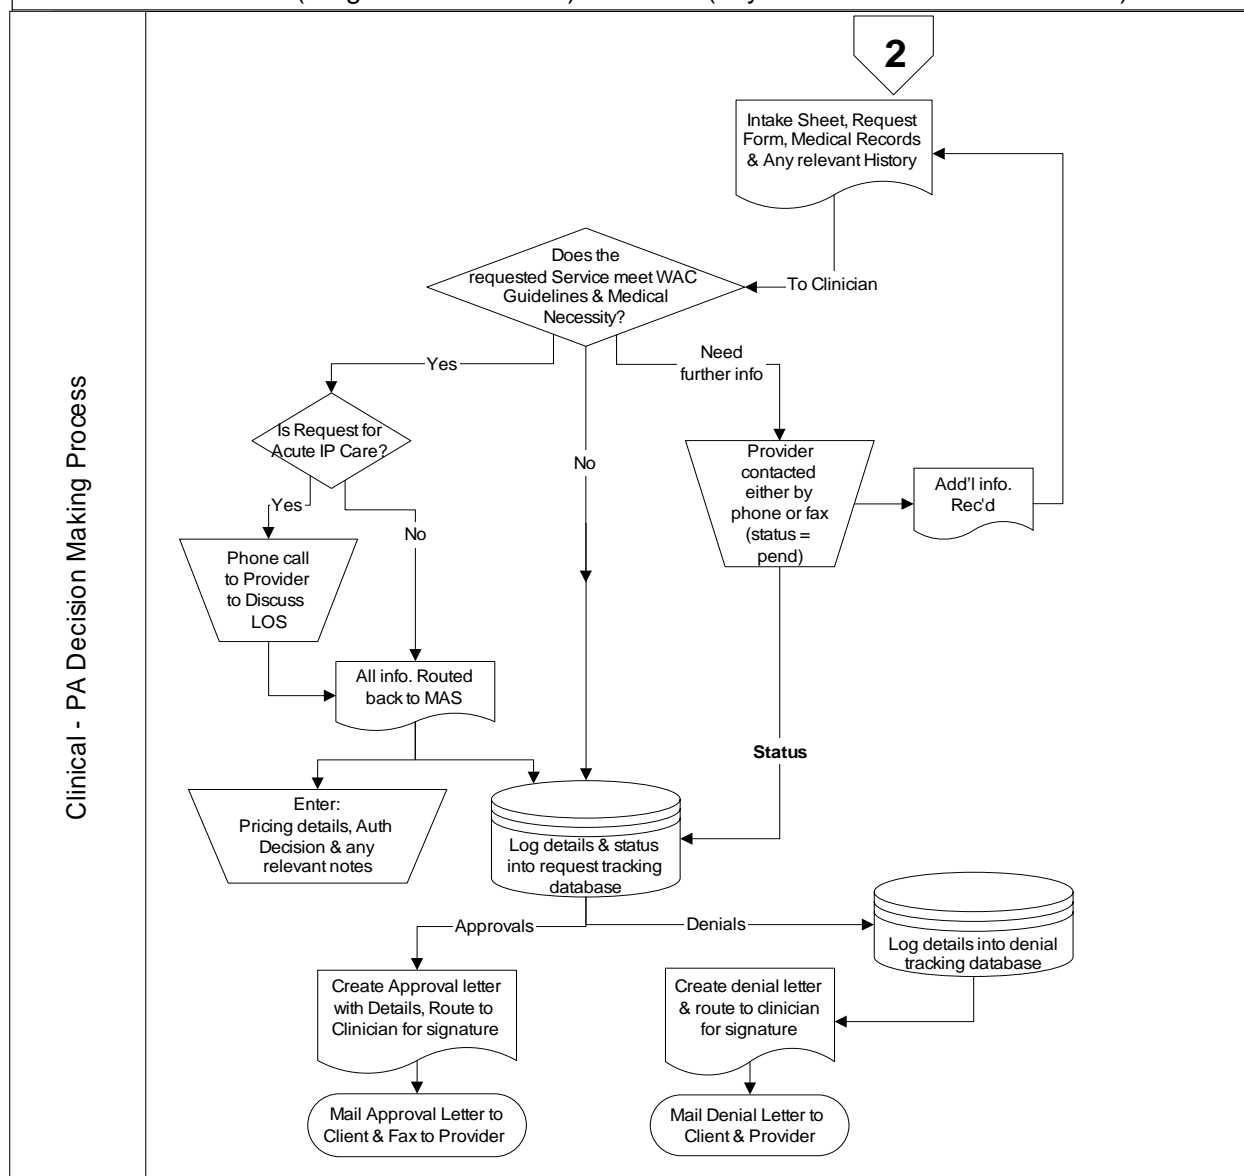 2
Intake Sheet, Request
Form, Medical Records
& Any relevant History
Does the
requested Service meet WAC
Guidelines & Medical
Necessity?
To Clinician
Yes
Need
further info
Is Request for
Acute IP Care?
No
Provider
contacted
either by
phone or fax
(status =
pend)
Add'l info.
Rec'd
Yes
No
Phone call
to Provider
to Discuss
LOS
All info. Routed
back to MAS
Clinical - PA Decision Making Process
Status
Enter:
Pricing details, Auth
Decision & any
relevant notes
Log details & status
into request tracking
database
Approvals
Denials
Log details into denial
tracking database
Create Approval letter
with Details, Route to
Clinician for signature
Create denial letter
& route to clinician
for signature
Mail Approval Letter to
Client & Fax to Provider
Mail Denial Letter to
Client & Provider